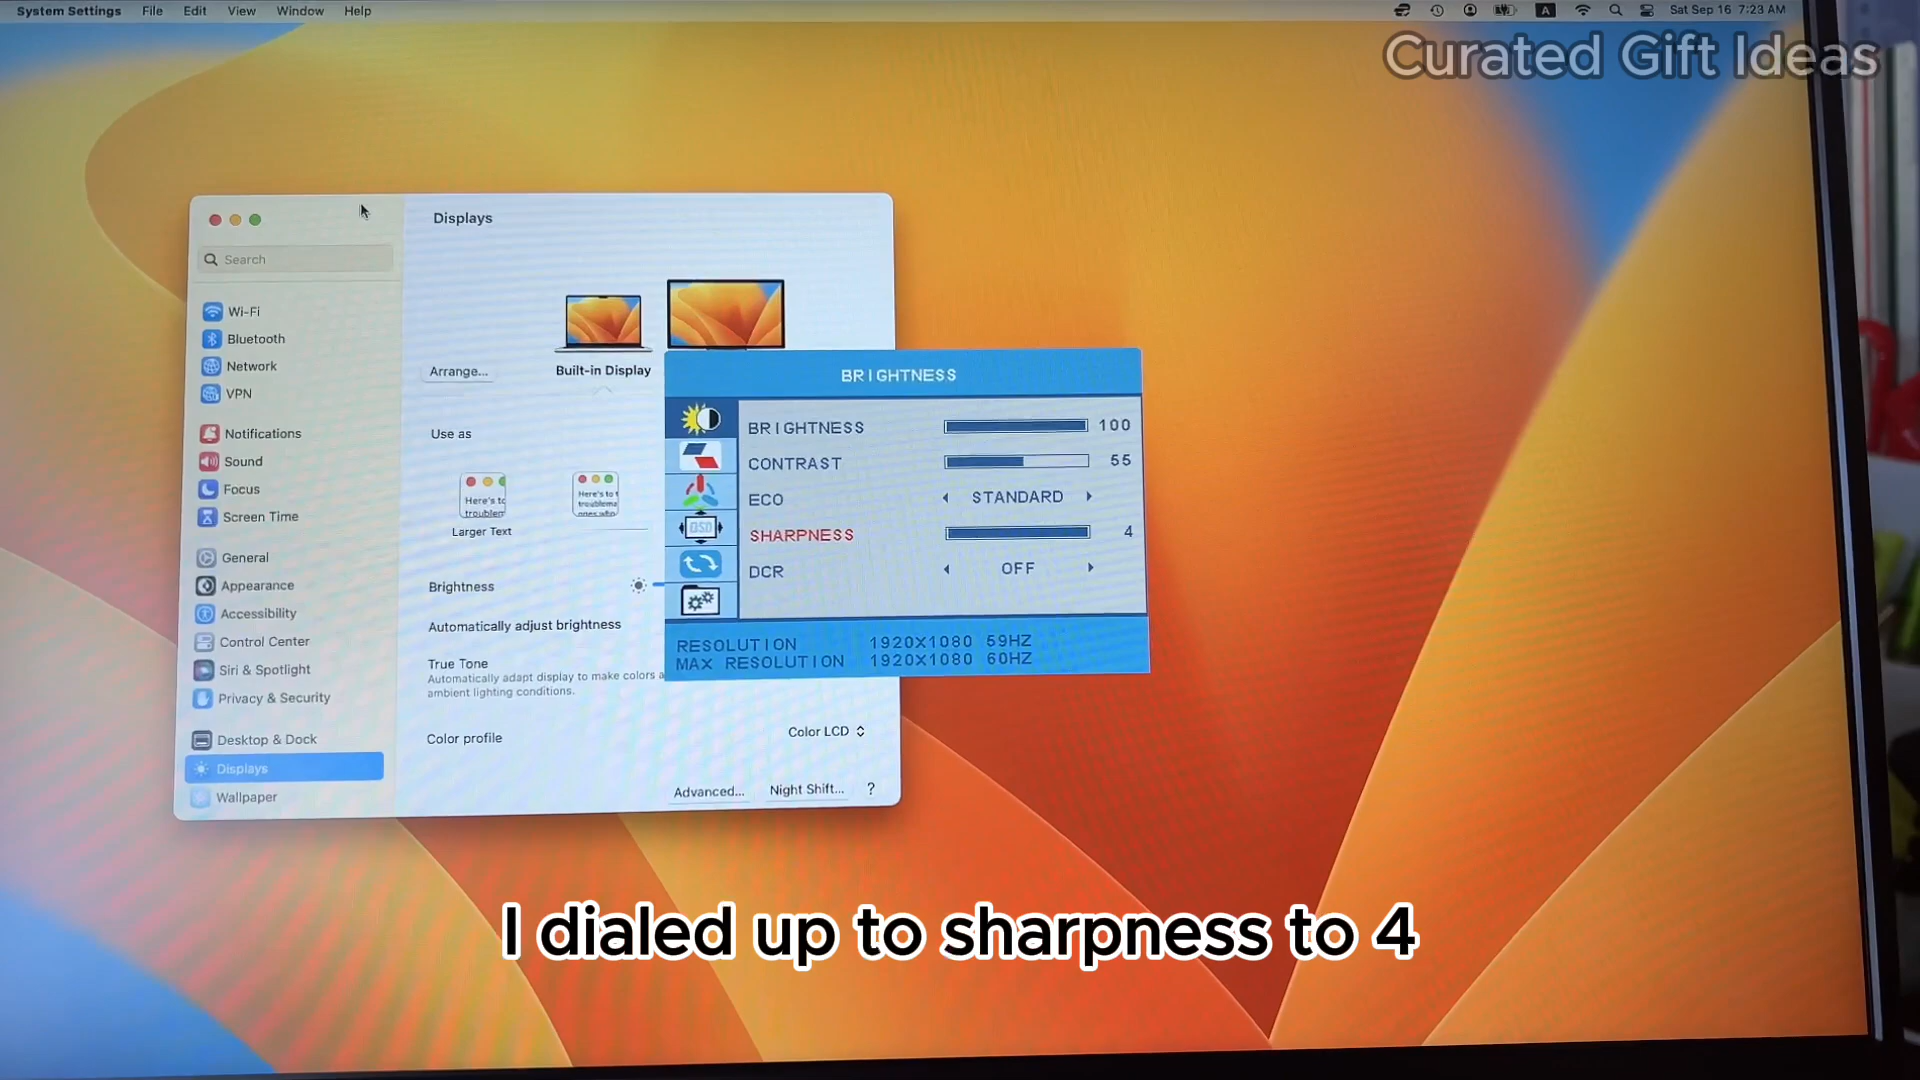 System Settings File Edit View Window Help
A Sat Sep 16 7:23 AM
Curated Gift Ideas
Displays
Search
Wi-Fi
Bluetooth
Network
VPN
Notifications
Sound
Focus
Screen Time
General
Appearance
Accessibility
Control Center
Siri & Spotlight
Privacy & Security
Desktop & Dock
Displays
Wallpaper
Arrange...
Built-in Display
Use as
Here's to
troublem
Larger Text
Here's to t
troublema
ones who
Brightness
Automatically adjust brightness
True Tone
Automatically adapt display to make colors a
ambient lighting conditions.
Color profile
Color LCD
Advanced...
Night Shift...
?
BRIGHTNESS
BRIGHTNESS 100
CONTRAST 55
ECO STANDARD
SHARPNESS 4
DCR OFF
OSD
RESOLUTION 1920X1080 59HZ
MAX RESOLUTION 1920X1080 60HZ
I dialed up to sharpness to 4